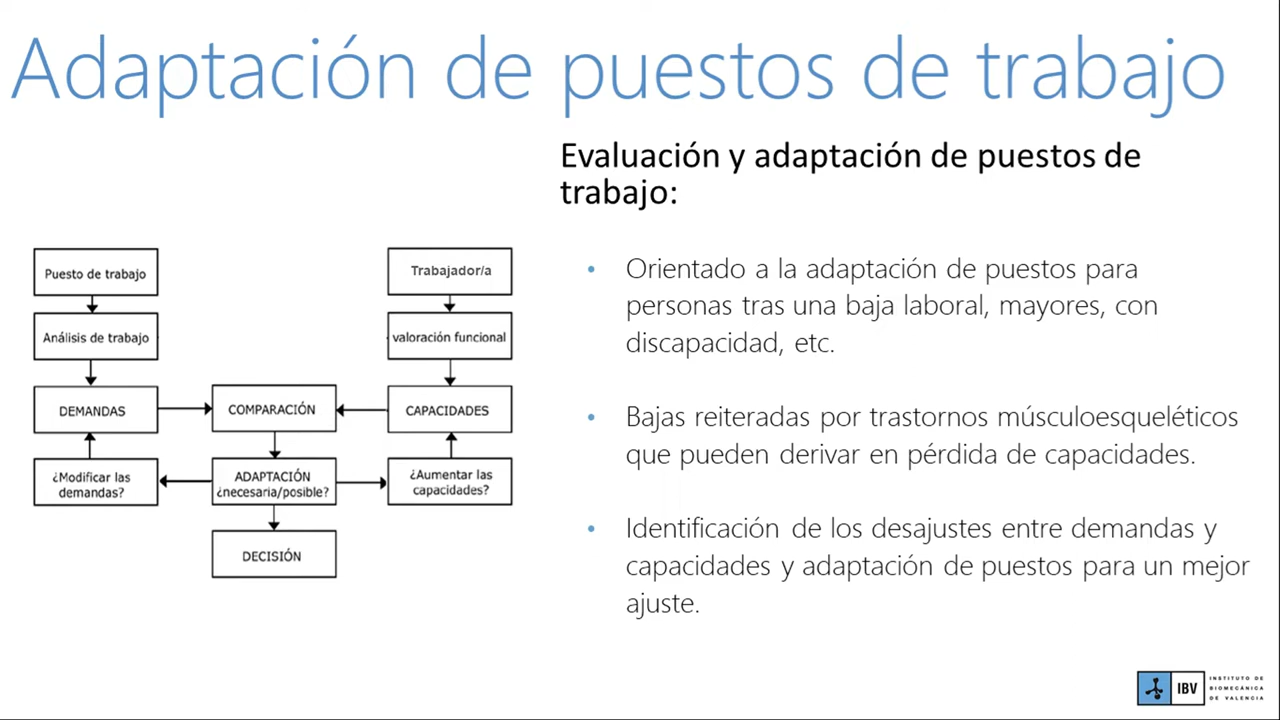 Adaptación de puestos de trabajo
Evaluación y adaptación de puestos de
trabajo:
Puesto de trabajo
Trabajador/a
Análisis de trabajo
valoración funcional
DEMANDAS
COMPARACIÓN
CAPACIDADES
¿Modificar las
demandas?
ADAPTACIÓN
¿necesaria/posible?
¿Aumentar las
capacidades?
DECISIÓN
• Orientado a la adaptación de puestos para
personas tras una baja laboral, mayores, con
discapacidad, etc.
• Bajas reiteradas por trastornos músculoesqueléticos
que pueden derivar en pérdida de capacidades.
• Identificación de los desajustes entre demandas y
capacidades y adaptación de puestos para un mejor
ajuste.
IBV
INSTITUTO DE
BIOMECÁNICA
DE VALENCIA